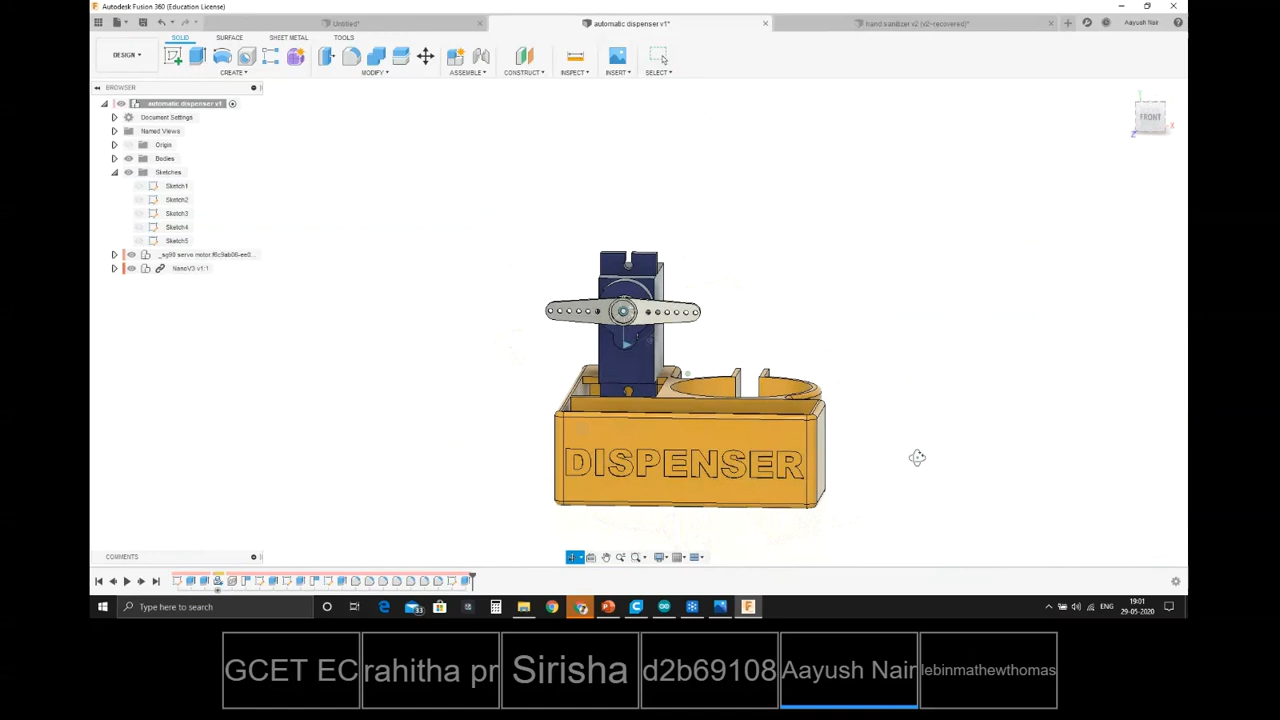 Autodesk Fusion 360 (Education License)
Untitled*
automatic dispenser v1*
hand sanitizer v2 (v2-recovered)*
Aayush Nair
SOLID SURFACE SHEET METAL TOOLS
DESIGN
CREATE MODIFY ASSEMBLE CONSTRUCT INSPECT INSERT SELECT
BROWSER
automatic dispenser v1
Document Settings
Named Views
Origin
Bodies
Sketches
Sketch1
Sketch2
Sketch3
Sketch4
Sketch5
NanoV3 v1:1
FRONT
Y
X
Z
DISPENSER
COMMENTS
Type here to search
33
ENG
19:01
29-05-2020
GCET EC
rahitha pr
Sirisha
d2b69108
Aayush Nair
lebinmathewthomas